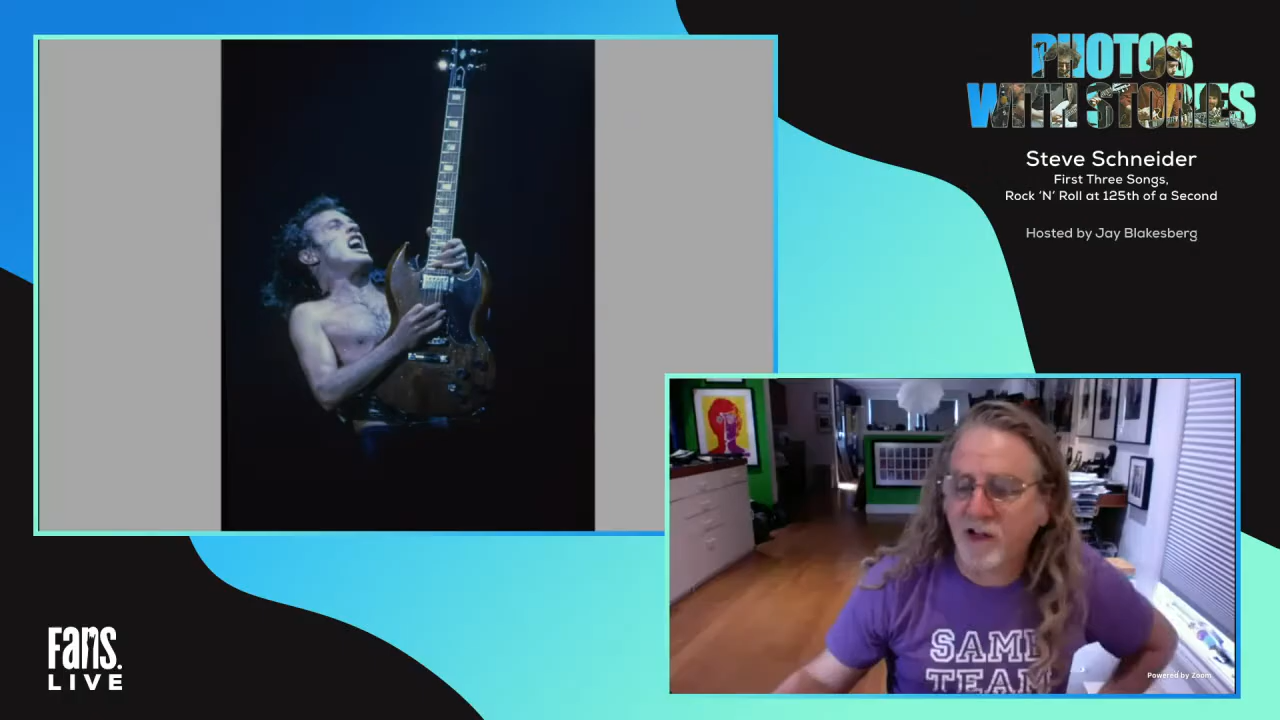 PHOTOS
WITH STORIES
Steve Schneider
First Three Songs,
Rock ‘N’ Roll at 125th of a Second
Hosted by Jay Blakesberg
SAME
TEAM
Powered by Zoom
Fans.
LIVE